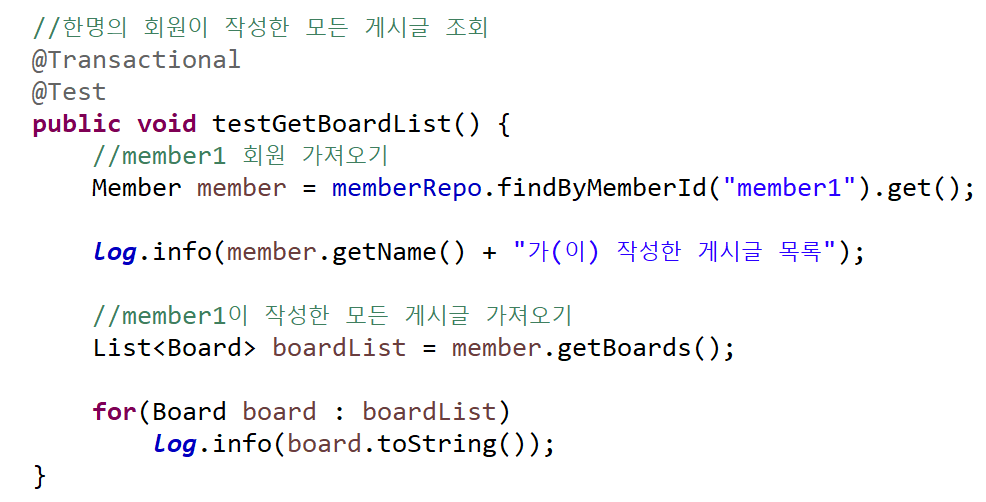 //한명의 회원이 작성한 모든 게시글 조회
@Transactional
@Test
public void testGetBoardList() {
//member1 회원 가져오기
Member member = memberRepo.findByMemberId("member1").get();
log.info(member.getName() + "가(이) 작성한 게시글 목록");
//member1이 작성한 모든 게시글 가져오기
List<Board> boardList = member.getBoards();
for(Board board : boardList)
log.info(board.toString());
}